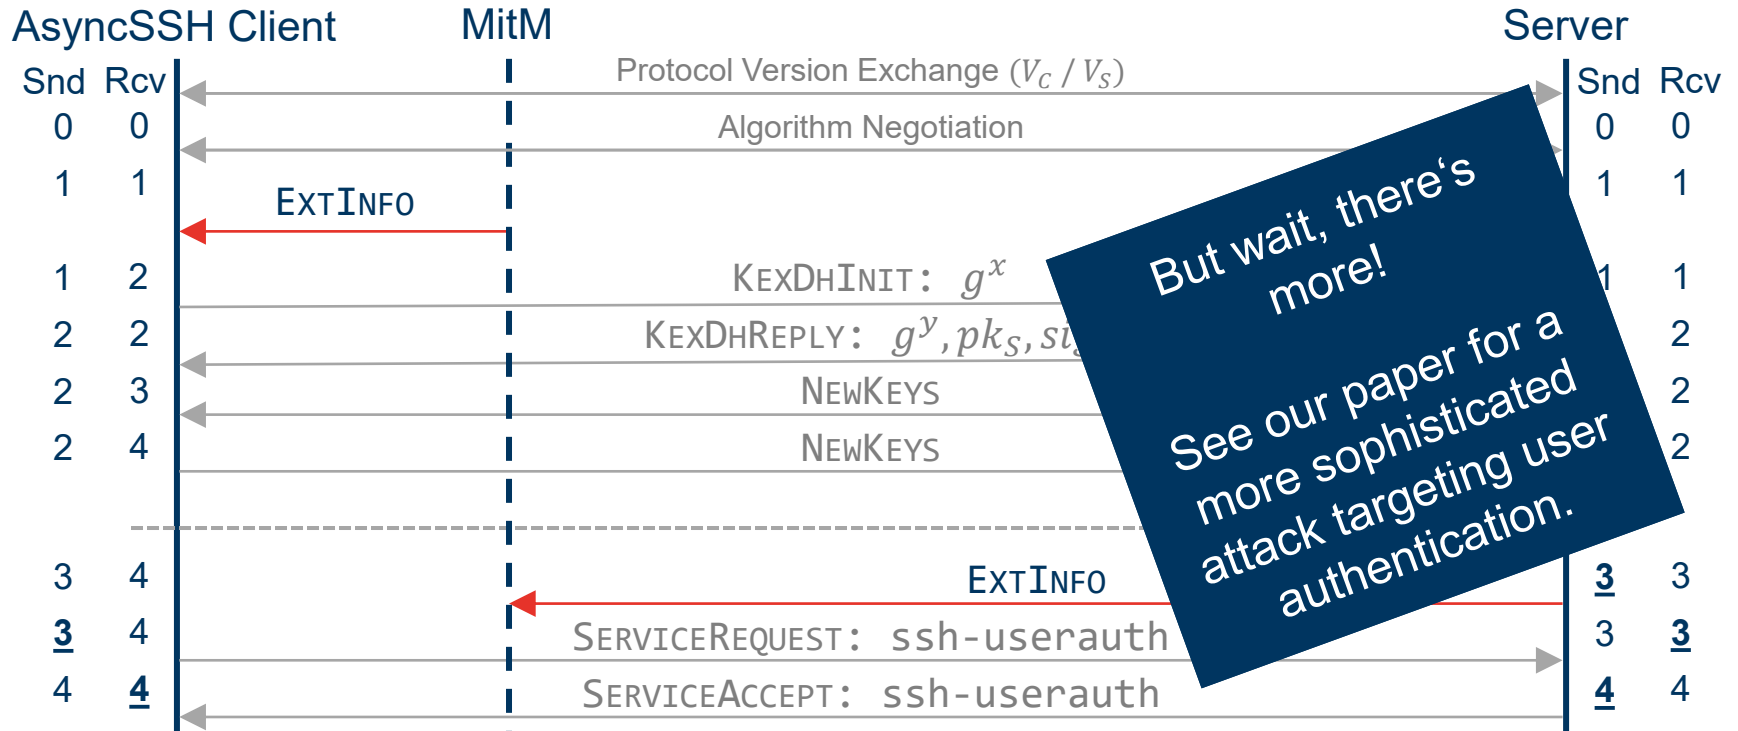 AsyncSSH Client MitM Server
Snd Rcv Protocol Version Exchange (V_C / V_S) Snd Rcv
0 0 Algorithm Negotiation 0 0
1 1 1 1
EXTINFO
1 2 KEXDHINIT: g^x 1 1
2 2 KEXDHREPLY: g^y, pk_S, 2
2 3 NEWKEYS 2
2 4 NEWKEYS 2
But wait, there‘s
more!
See our paper for a
more sophisticated
attack targeting user
authentication.
3 4 EXTINFO 3 3
3 4 SERVICEREQUEST: ssh-userauth 3 3
4 4 SERVICEACCEPT: ssh-userauth 4 4